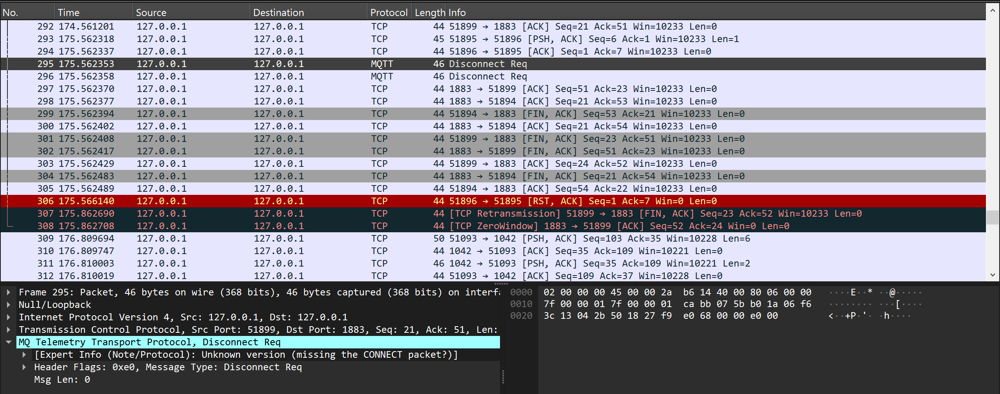 No. Time Source Destination Protocol Length Info
292 174.561201 127.0.0.1 127.0.0.1 TCP 44 51899 → 1883 [ACK] Seq=21 Ack=51 Win=10233 Len=0
293 175.562318 127.0.0.1 127.0.0.1 TCP 45 51895 → 51896 [PSH, ACK] Seq=6 Ack=1 Win=10233 Len=1
294 175.562337 127.0.0.1 127.0.0.1 TCP 44 51896 → 51895 [ACK] Seq=1 Ack=7 Win=10233 Len=0
295 175.562353 127.0.0.1 127.0.0.1 MQTT 46 Disconnect Req
296 175.562358 127.0.0.1 127.0.0.1 MQTT 46 Disconnect Req
297 175.562370 127.0.0.1 127.0.0.1 TCP 44 1883 → 51899 [ACK] Seq=51 Ack=23 Win=10233 Len=0
298 175.562377 127.0.0.1 127.0.0.1 TCP 44 1883 → 51894 [ACK] Seq=21 Ack=53 Win=10233 Len=0
299 175.562394 127.0.0.1 127.0.0.1 TCP 44 51894 → 1883 [FIN, ACK] Seq=53 Ack=21 Win=10233 Len=0
300 175.562402 127.0.0.1 127.0.0.1 TCP 44 1883 → 51894 [ACK] Seq=21 Ack=54 Win=10233 Len=0
301 175.562408 127.0.0.1 127.0.0.1 TCP 44 51899 → 1883 [FIN, ACK] Seq=23 Ack=51 Win=10233 Len=0
302 175.562417 127.0.0.1 127.0.0.1 TCP 44 1883 → 51899 [FIN, ACK] Seq=51 Ack=23 Win=10233 Len=0
303 175.562429 127.0.0.1 127.0.0.1 TCP 44 51899 → 1883 [ACK] Seq=24 Ack=52 Win=10233 Len=0
304 175.562483 127.0.0.1 127.0.0.1 TCP 44 1883 → 51894 [FIN, ACK] Seq=21 Ack=54 Win=10233 Len=0
305 175.562489 127.0.0.1 127.0.0.1 TCP 44 51894 → 1883 [ACK] Seq=54 Ack=22 Win=10233 Len=0
306 175.566140 127.0.0.1 127.0.0.1 TCP 44 51896 → 51895 [RST, ACK] Seq=1 Ack=7 Win=0 Len=0
307 175.862690 127.0.0.1 127.0.0.1 TCP 44 [TCP Retransmission] 51899 → 1883 [FIN, ACK] Seq=23 Ack=52 Win=10233 Len=0
308 175.862708 127.0.0.1 127.0.0.1 TCP 44 [TCP ZeroWindow] 1883 → 51899 [ACK] Seq=52 Ack=24 Win=0 Len=0
309 176.809694 127.0.0.1 127.0.0.1 TCP 50 51093 → 1042 [PSH, ACK] Seq=103 Ack=35 Win=10228 Len=6
310 176.809747 127.0.0.1 127.0.0.1 TCP 44 1042 → 51093 [ACK] Seq=35 Ack=109 Win=10221 Len=0
311 176.810003 127.0.0.1 127.0.0.1 TCP 46 1042 → 51093 [PSH, ACK] Seq=35 Ack=109 Win=10221 Len=2
312 176.810019 127.0.0.1 127.0.0.1 TCP 44 51093 → 1042 [ACK] Seq=109 Ack=37 Win=10228 Len=0
Frame 295: Packet, 46 bytes on wire (368 bits), 46 bytes captured (368 bits) on interfa
Null/Loopback
Internet Protocol Version 4, Src: 127.0.0.1, Dst: 127.0.0.1
Transmission Control Protocol, Src Port: 51899, Dst Port: 1883, Seq: 21, Ack: 51, Len:
MQ Telemetry Transport Protocol, Disconnect Req
[Expert Info (Note/Protocol): Unknown version (missing the CONNECT packet?)]
Header Flags: 0xe0, Message Type: Disconnect Req
Msg Len: 0
0000 02 00 00 00 45 00 00 2a b6 14 40 00 80 06 00 00 ····E··* ··@·····
0010 7f 00 00 01 7f 00 00 01 ca bb 07 5b b0 1a 06 f6 ········ ···[····
0020 3c 13 04 2b 50 18 27 f9 e0 68 00 00 e0 00 <··+P·'· ·h····